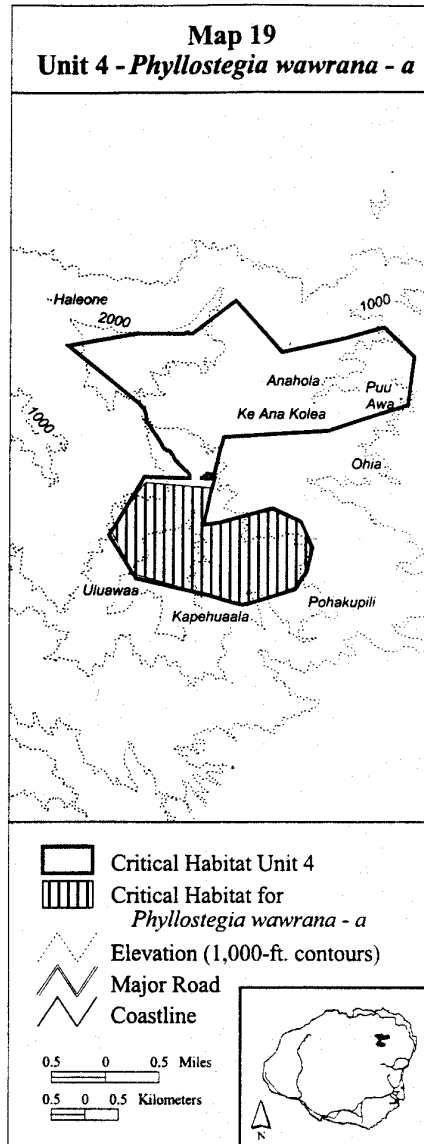 Map 19
Unit 4 - Phyllostegia wawrana - a
Haleone
2000
1000
1000
Anahola
Puu
Awa
Ke Ana Kolea
Ohia
Uluawaa
Kapehuaala
Pohakupili
Critical Habitat Unit 4
Critical Habitat for
Phyllostegia wawrana - a
Elevation (1,000-ft. contours)
Major Road
Coastline
0.5 0 0.5 Miles
0.5 0 0.5 Kilometers
N